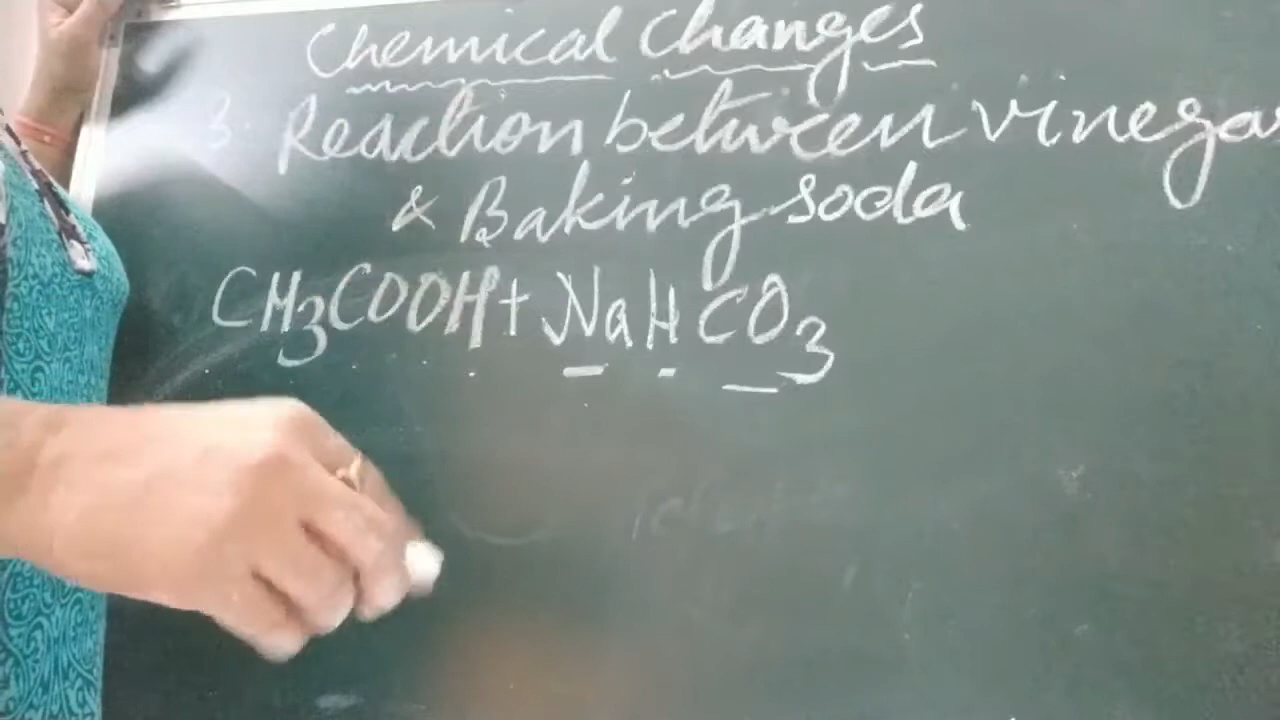 Chemical Changes
3. Reaction between vinegar
& Baking soda
CH3COOH + NaHCO3